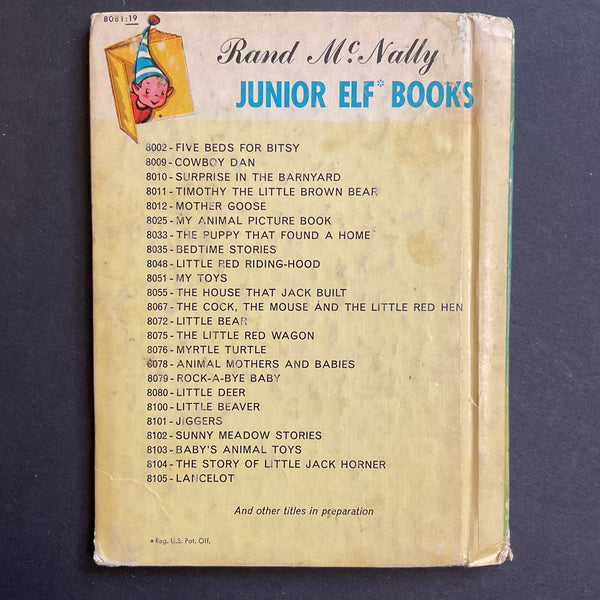 8081:19
Rand McNally
JUNIOR ELF* BOOKS
8002-FIVE BEDS FOR BITSY
8009-COWBOY DAN
8010-SURPRISE IN THE BARNYARD
8011-TIMOTHY THE LITTLE BROWN BEAR
8012-MOTHER GOOSE
8025-MY ANIMAL PICTURE BOOK
8033-THE PUPPY THAT FOUND A HOME
8035-BEDTIME STORIES
8048-LITTLE RED RIDING-HOOD
8051-MY TOYS
8055-THE HOUSE THAT JACK BUILT
8067-THE COCK, THE MOUSE AND THE LITTLE RED HEN
8072-LITTLE BEAR
8075-THE LITTLE RED WAGON
8076-MYRTLE TURTLE
8078-ANIMAL MOTHERS AND BABIES
8079-ROCK-A-BYE BABY
8080-LITTLE DEER
8100-LITTLE BEAVER
8101-JIGGERS
8102-SUNNY MEADOW STORIES
8103-BABY'S ANIMAL TOYS
8104-THE STORY OF LITTLE JACK HORNER
8105-LANCELOT
And other titles in preparation
*Reg. U.S. Pat. Off.